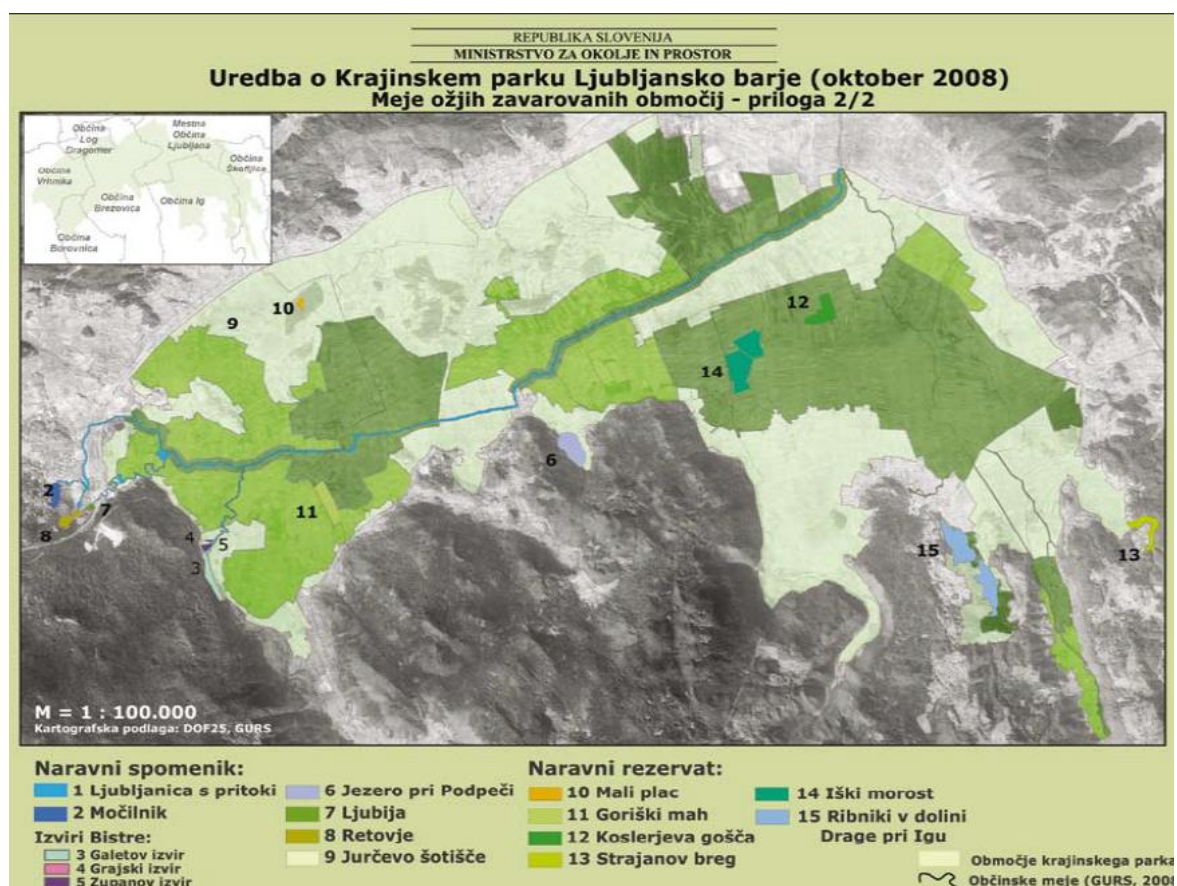 REPUBLIKA SLOVENIJA
MINISTRSTVO ZA OKOLJE IN PROSTOR
Uredba o Krajinskem parku Ljubljansko barje (oktober 2008)
Meje ožjih zavarovanih območij - priloga 2/2
Občina
Log
Dragomer
Mestna
Občina
Ljubljana
Občina
Škofljica
Občina
Vrhnika
Občina
Brezovica
Občina Ig
Občina
Borovnica
10
9
12
14
2
7
8
6
11
4
5
3
15
13
M = 1 : 100.000
Kartografska podlaga: DOF25, GURS
Naravni spomenik:
1 Ljubljanica s pritoki
2 Močilnik
Izviri Bistre:
3 Galetov izvir
4 Grajski izvir
5 Zupanov izvir
6 Jezero pri Podpeči
7 Ljubija
8 Retovje
9 Jurčevo šotišče
Naravni rezervat:
10 Mali plac
11 Goriški mah
12 Koslerjeva gošča
13 Strajanov breg
14 Iški morost
15 Ribniki v dolini
Drage pri Igu
Območje krajinskega parka
Občinske meje (GURS, 2008